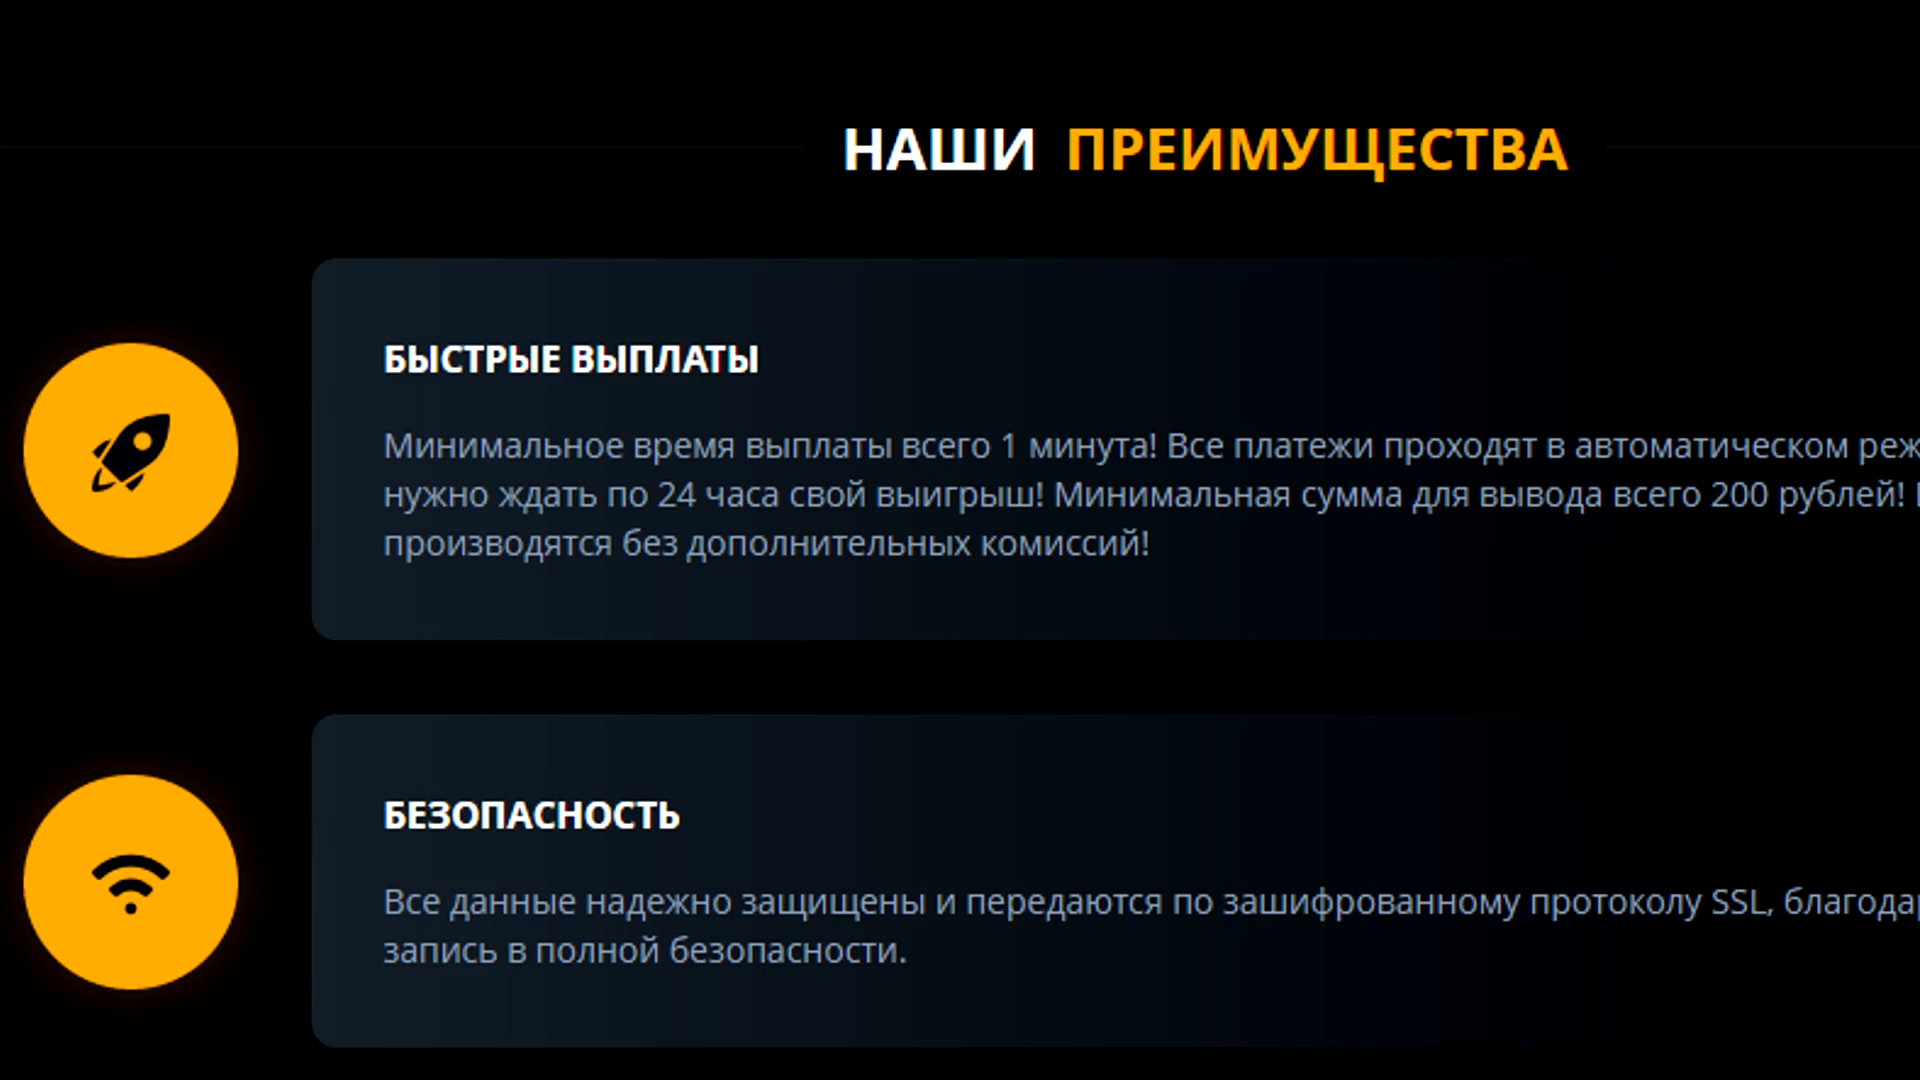 НАШИ ПРЕИМУЩЕСТВА
БЫСТРЫЕ ВЫПЛАТЫ
Минимальное время выплаты всего 1 минута! Все платежи проходят в автоматическом
нужно ждать по 24 часа свой выигрыш! Минимальная сумма для вывода всего 200 рублей!
производятся без дополнительных комиссий!
БЕЗОПАСНОСТЬ
Все данные надежно защищены и передаются по зашифрованному протоколу SSL,
запись в полной безопасности.